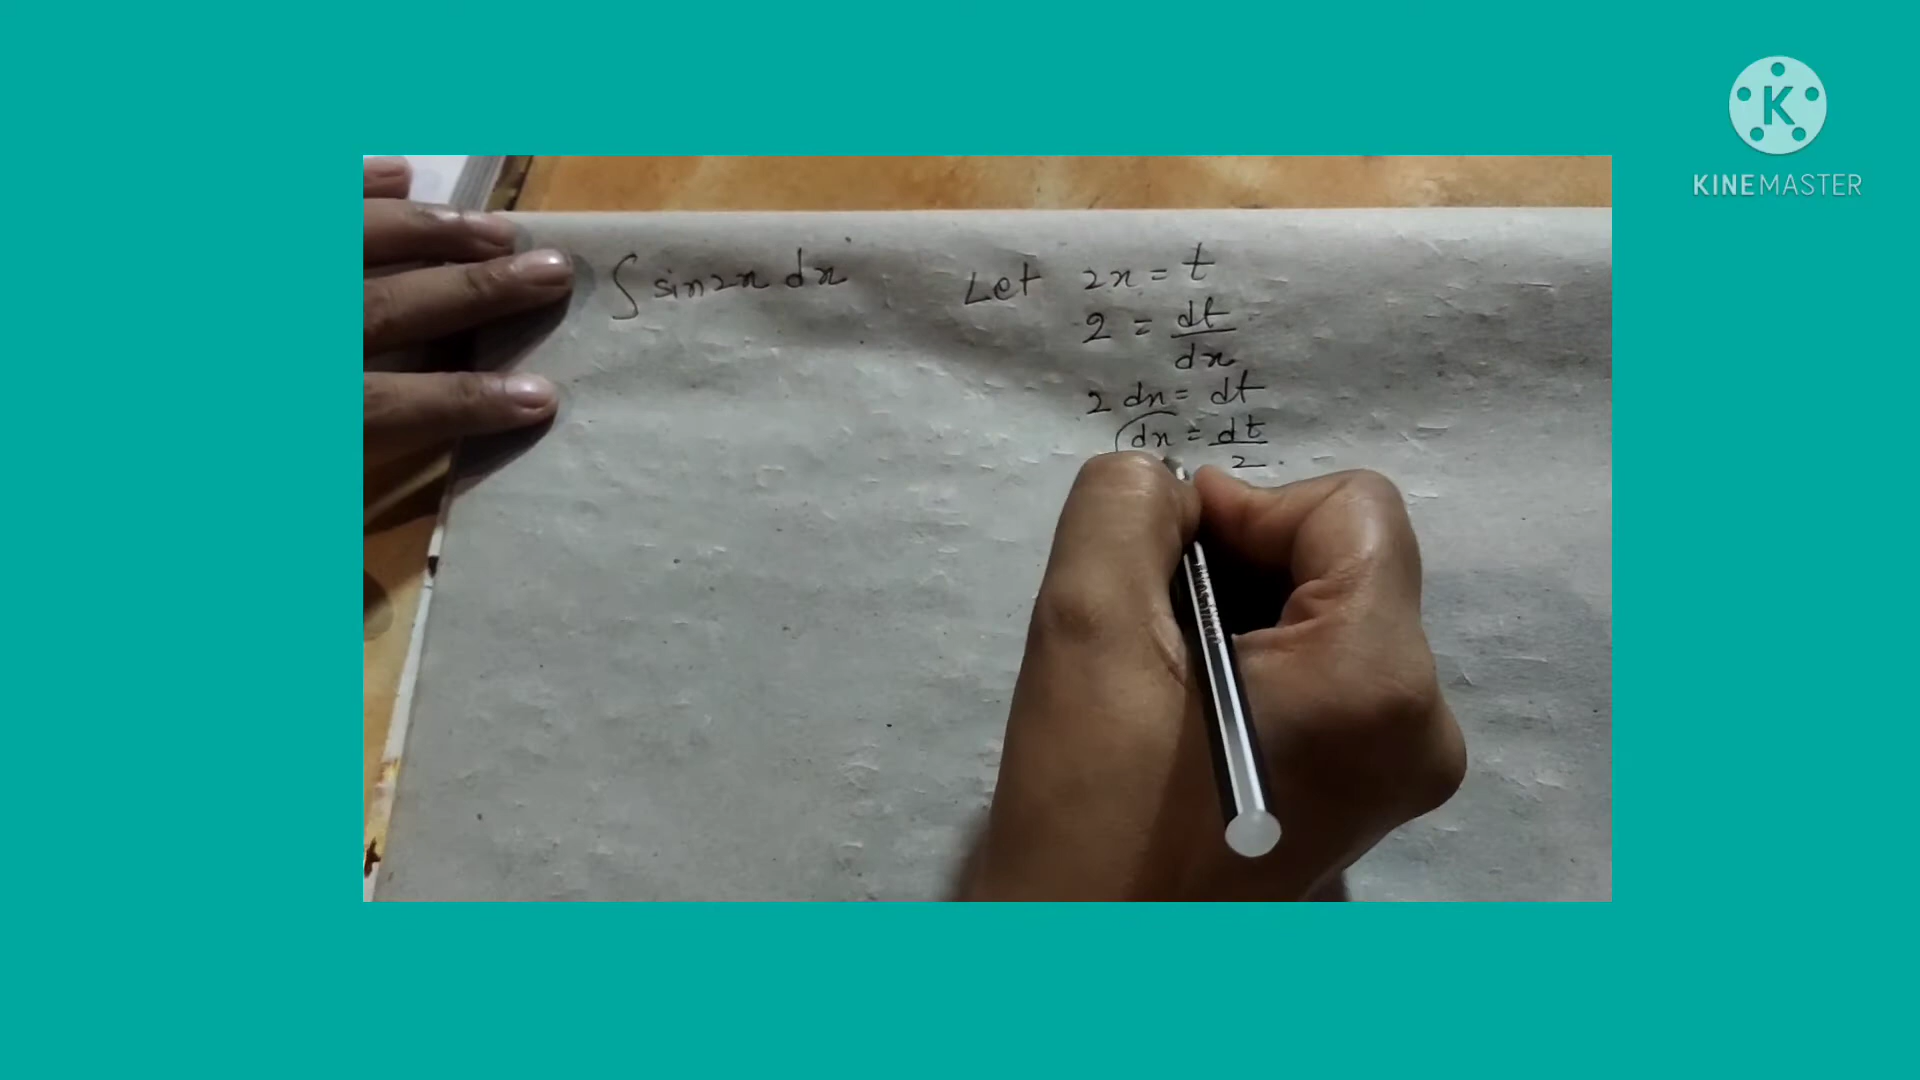 KINEMASTER
∫ sin2x dx
Let 2x = t
2 = dt/dx
2 dx = dt
dx = dt/2